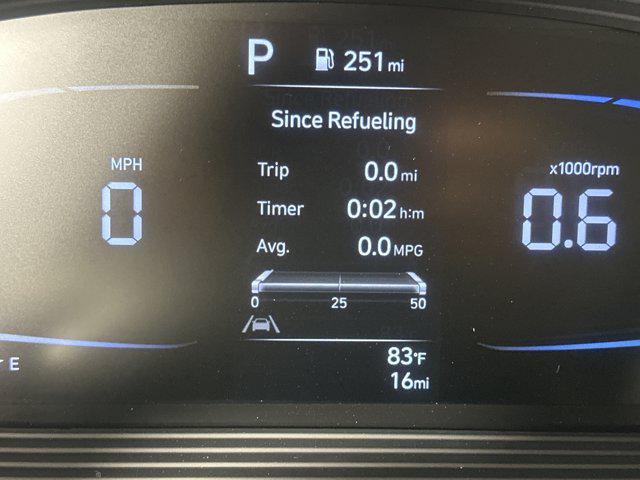 P 251 mi
Since Refueling
MPH
Trip 0.0 mi
x1000rpm
Timer 0:02 h:m
0
0.6
Avg. 0.0 MPG
0 25 50
E
83°F
16mi